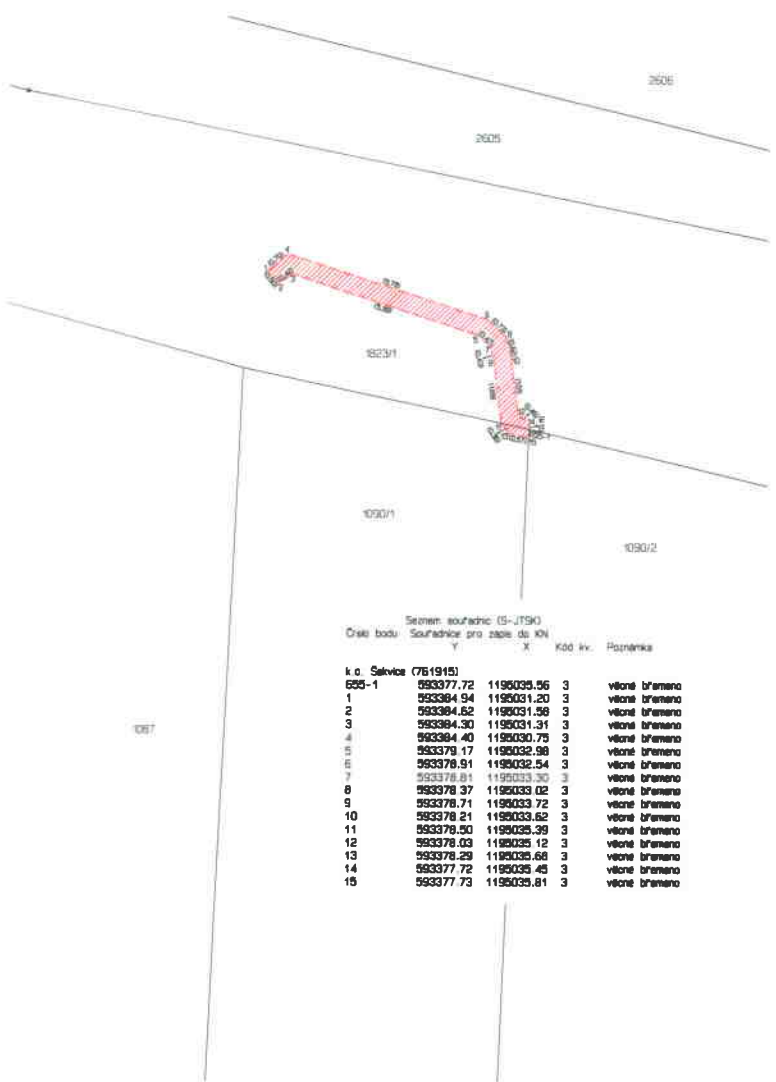 2606
2605
1823/1
1090/1
1090/2
1087
Seznam souřadnic (S-JTSK)
Číslo bodu Souřadnice pro zápis do KN
Y X Kód kv. Poznámka
k.ú. Šakvice (761915)
655-1 593377.72 1195035.56 3 věcné břemeno
1 593384.94 1195031.20 3 věcné břemeno
2 593384.62 1195031.58 3 věcné břemeno
3 593384.30 1195031.31 3 věcné břemeno
4 593384.40 1195030.75 3 věcné břemeno
5 593379.17 1195032.98 3 věcné břemeno
6 593378.91 1195032.54 3 věcné břemeno
7 593378.81 1195033.30 3 věcné břemeno
8 593378.37 1195033.02 3 věcné břemeno
9 593378.71 1195033.72 3 věcné břemeno
10 593378.21 1195033.62 3 věcné břemeno
11 593378.50 1195035.39 3 věcné břemeno
12 593378.03 1195035.12 3 věcné břemeno
13 593378.29 1195035.68 3 věcné břemeno
14 593377.72 1195035.45 3 věcné břemeno
15 593377.73 1195035.81 3 věcné břemeno